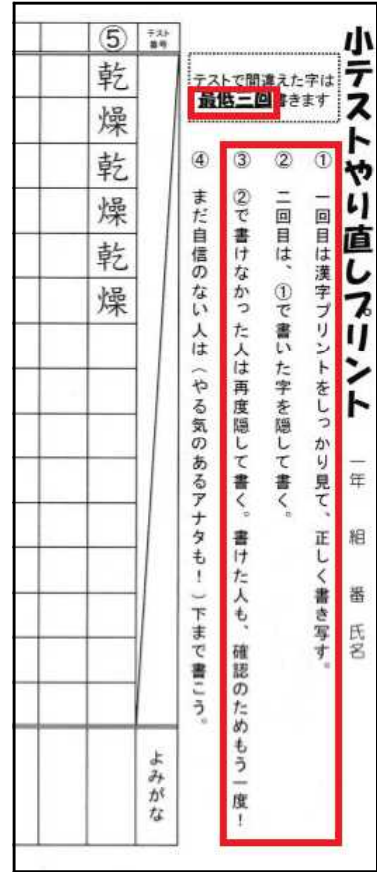 小テストやり直しプリント
一年 組 番 氏名
テストで間違えた字は
最低三回書きます
① 一回目は漢字プリントをしっかり見て、正しく書き写す。
② 二回目は、①で書いた字を隠して書く。
③ ②で書けなかった人は再度隠して書く。書けた人も、確認のためもう一度!
④ まだ自信のない人は(やる気のあるアナタも!)下まで書こう。
テスト番号
よみがな
⑤
乾燥乾燥乾燥